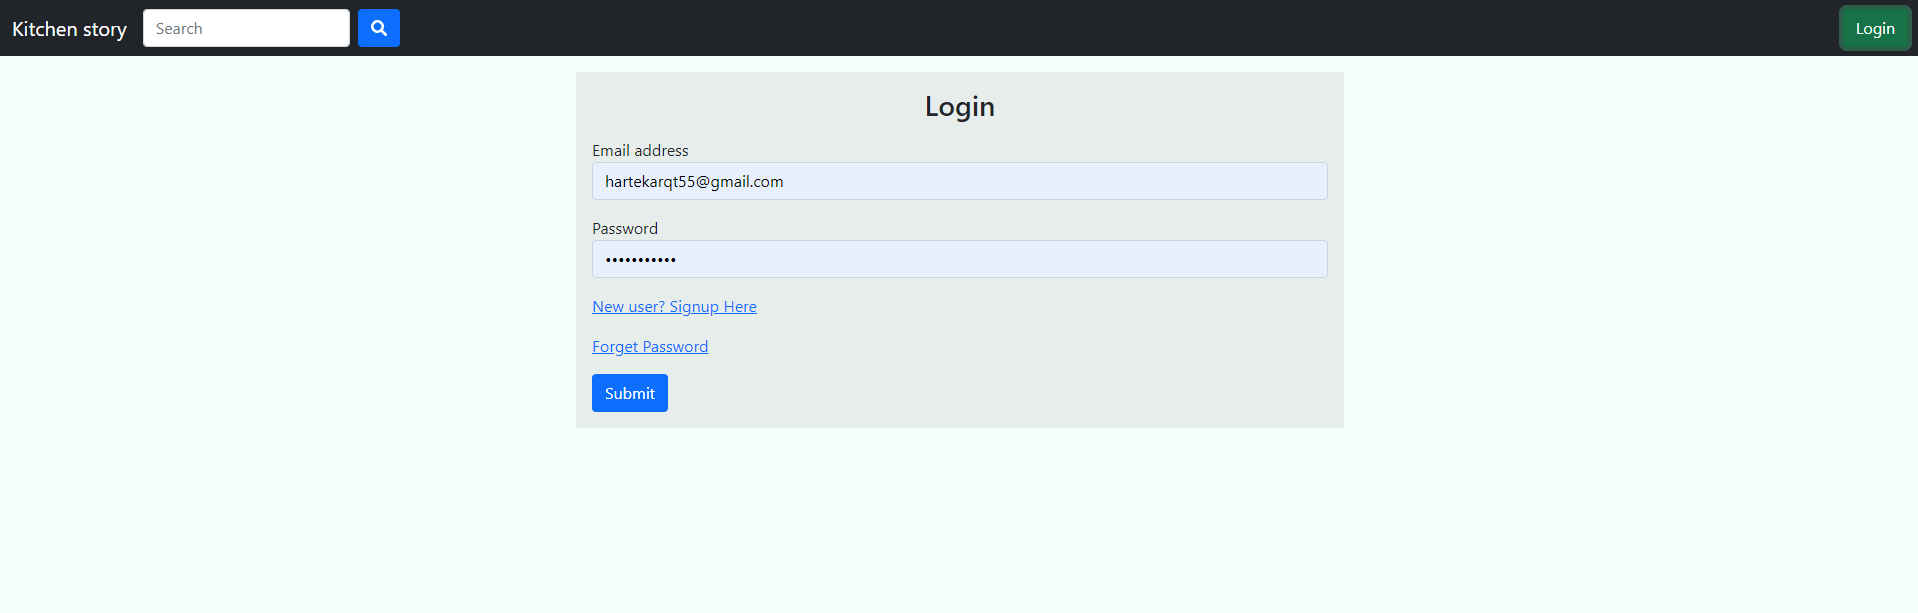 Kitchen story
Search
Login
Login
Email address
hartekarqt55@gmail.com
Password
•••••••••••
New user? Signup Here
Forget Password
Submit